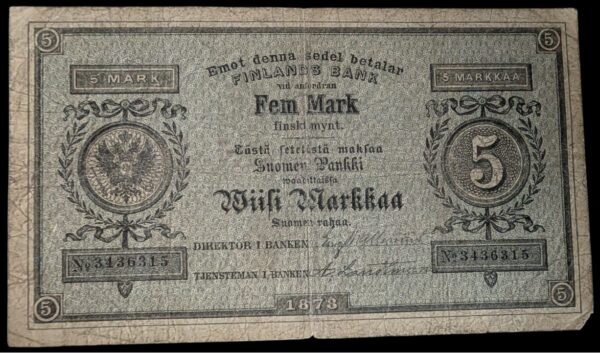 5
5
Emot denna sedel betalar
5 MARK
FINLANDS BANK
5 MARKKAA
vid anfordran
Fem Mark
finskt mynt.
Tästä setelistä maksaa
Suomen Pankki
waadittaissa
Wiisi Markkaa
Suomen rahaa.
5
DIREKTOR I BANKEN
No 3436315
No 3436315
TJENSTEMAN I BANKEN
5
1878
5